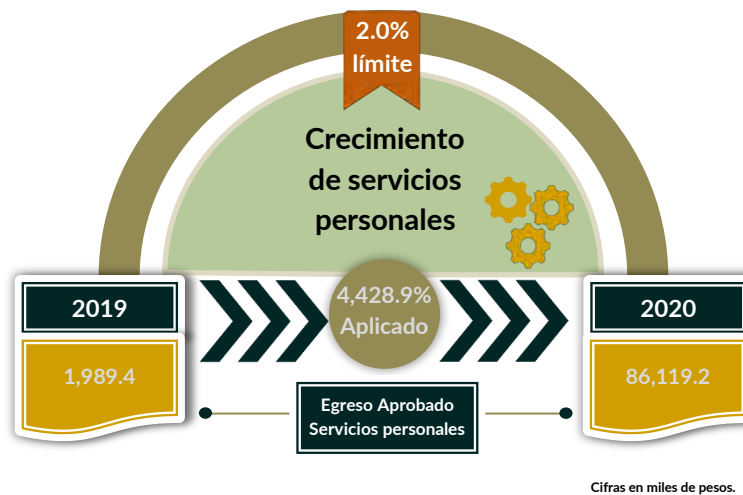 2.0%
límite
Crecimiento
de servicios
personales
4,428.9%
Aplicado
2019
1,989.4
2020
86,119.2
Egreso Aprobado
Servicios personales
Cifras en miles de pesos.